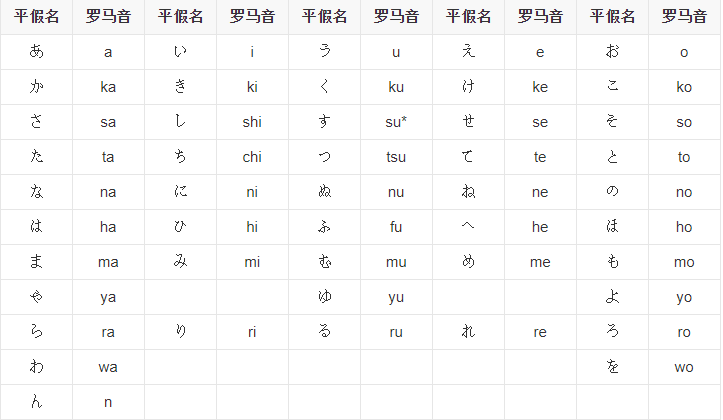 平假名 罗马音 平假名 罗马音 平假名 罗马音 平假名 罗马音 平假名 罗马音
あ a い i う u え e お o
か ka き ki く ku け ke こ ko
さ sa し shi す su* せ se そ so
た ta ち chi つ tsu て te と to
な na に ni ぬ nu ね ne の no
は ha ひ hi ふ fu へ he ほ ho
ま ma み mi む mu め me も mo
ゃ ya ゆ yu よ yo
ら ra り ri る ru れ re ろ ro
わ wa を wo
ん n